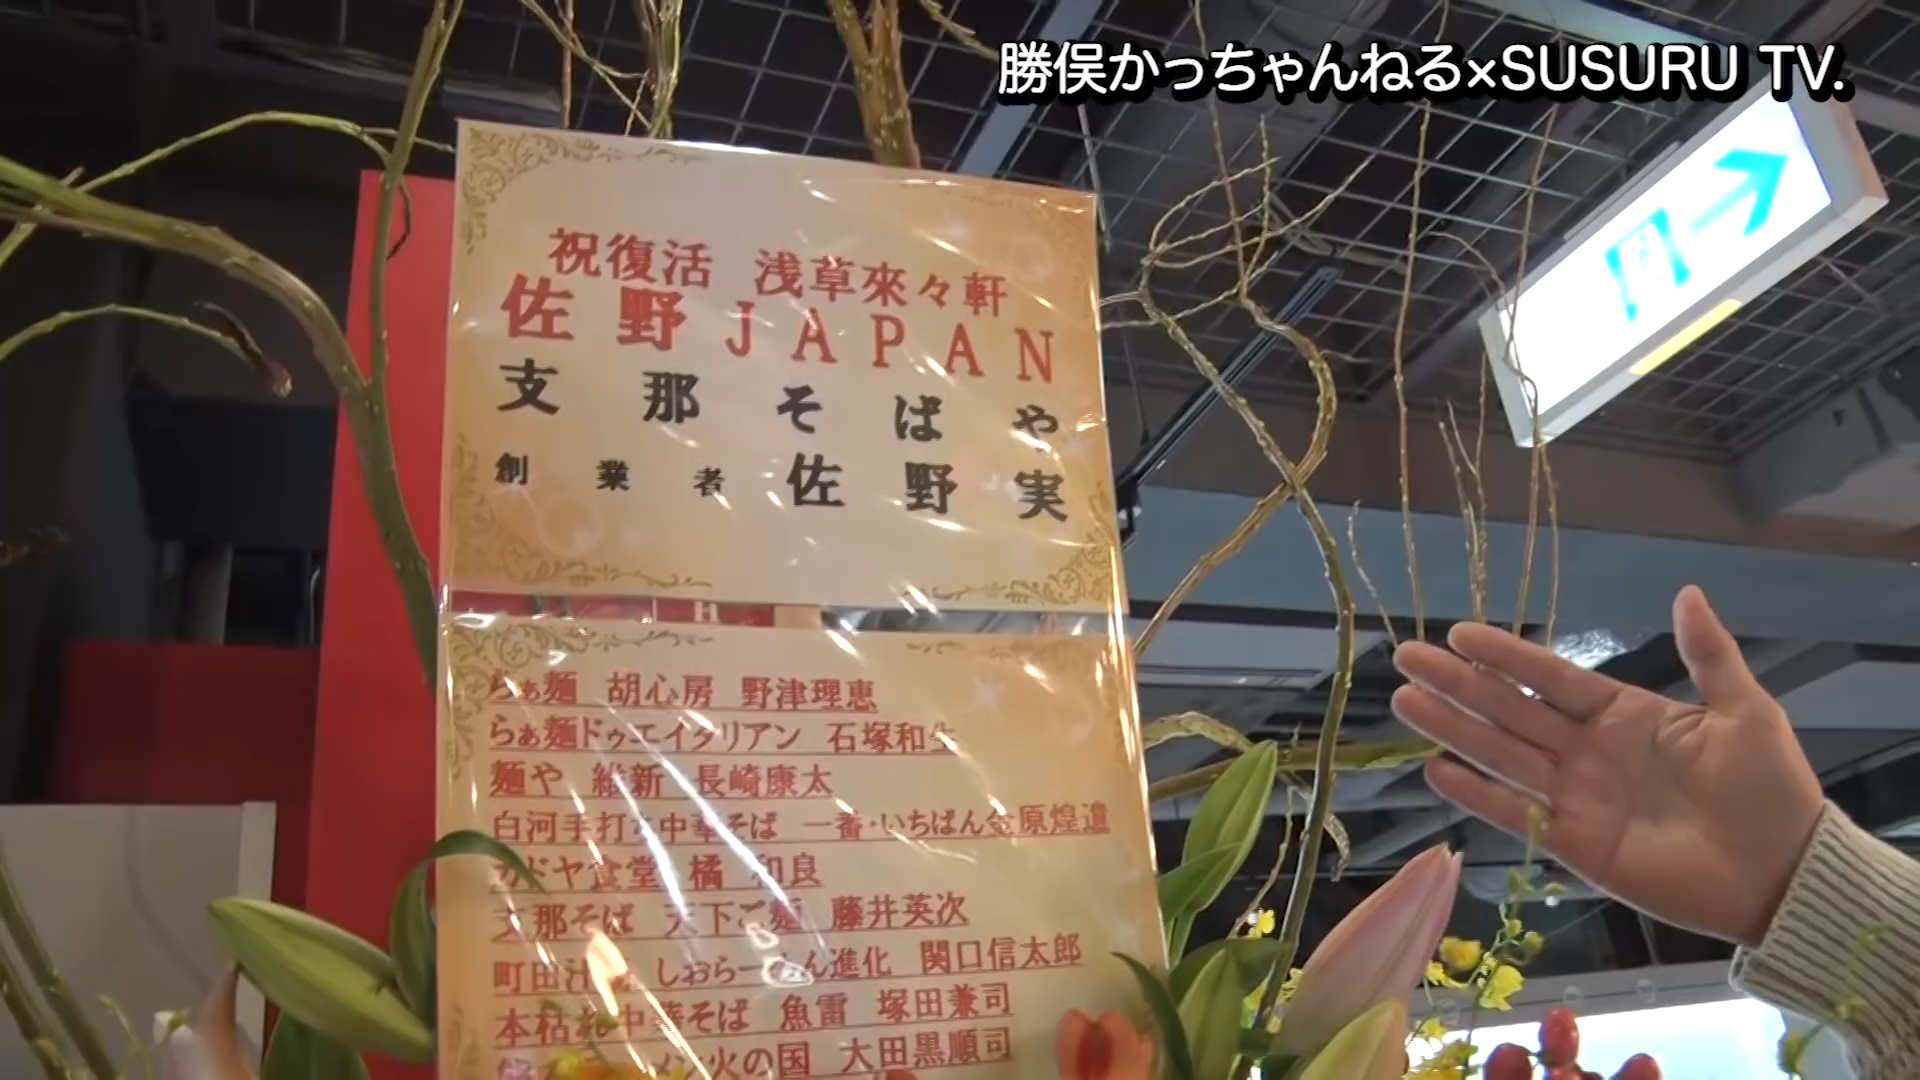 勝俣かっちゃんねる×SUSURU TV.
祝復活 浅草來々軒
佐野JAPAN
支那そばや
創業者 佐野実
らぁ麺 胡心房 野津理恵
らぁ麺ドゥエイタリアン 石塚和生
麺や 維新 長崎康太
白河手打ち中華そば 一番・いちばん 金原煌遺
カドヤ食堂 橘 和良
支那そば 天下ご麺 藤井英次
町田汁場 しおらーめん進化 関口信太郎
本枯れ中華そば 魚雷 塚田兼司
火の国 大田黒順司